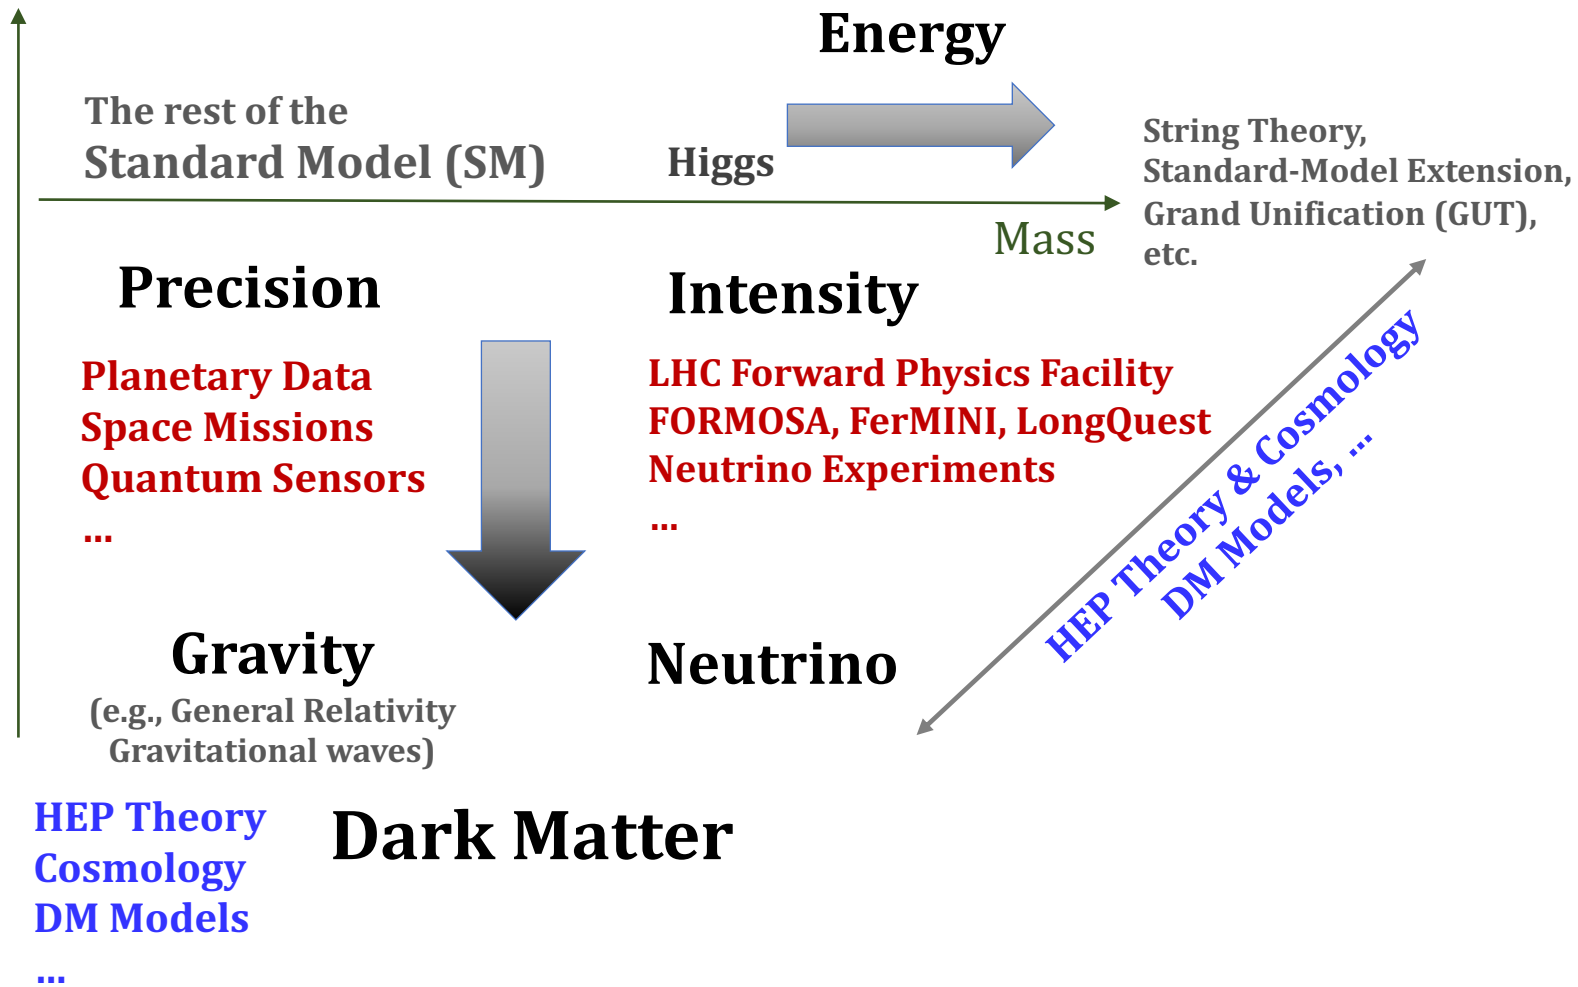 Energy
The rest of the
Standard Model (SM)
Higgs
String Theory,
Standard-Model Extension,
Grand Unification (GUT),
etc.
Mass
Precision
Intensity
Planetary Data
Space Missions
Quantum Sensors
...
LHC Forward Physics Facility
FORMOSA, FerMINI, LongQuest
Neutrino Experiments
...
HEP Theory & Cosmology
DM Models, ...
Gravity
(e.g., General Relativity
Gravitational waves)
Neutrino
HEP Theory
Cosmology
DM Models
...
Dark Matter